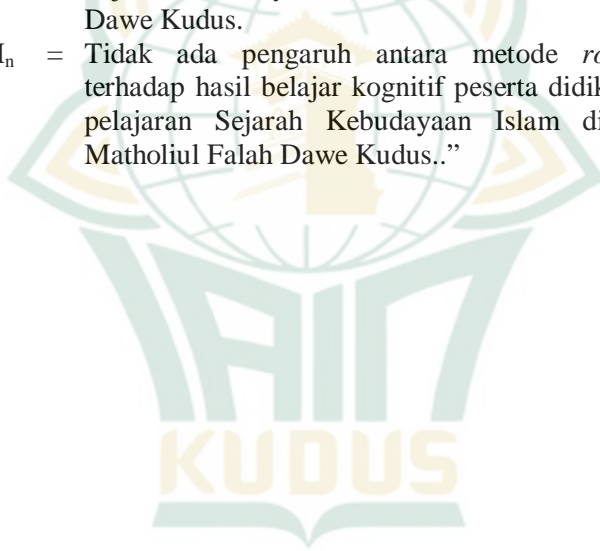 Dawe Kudus.
n = Tidak ada pengaruh antara metode
terhadap hasil belajar kognitif peserta didik
pelajaran Sejarah Kebudayaan Islam di
Matholiul Falah Dawe Kudus..”
IAIN
KUDUS